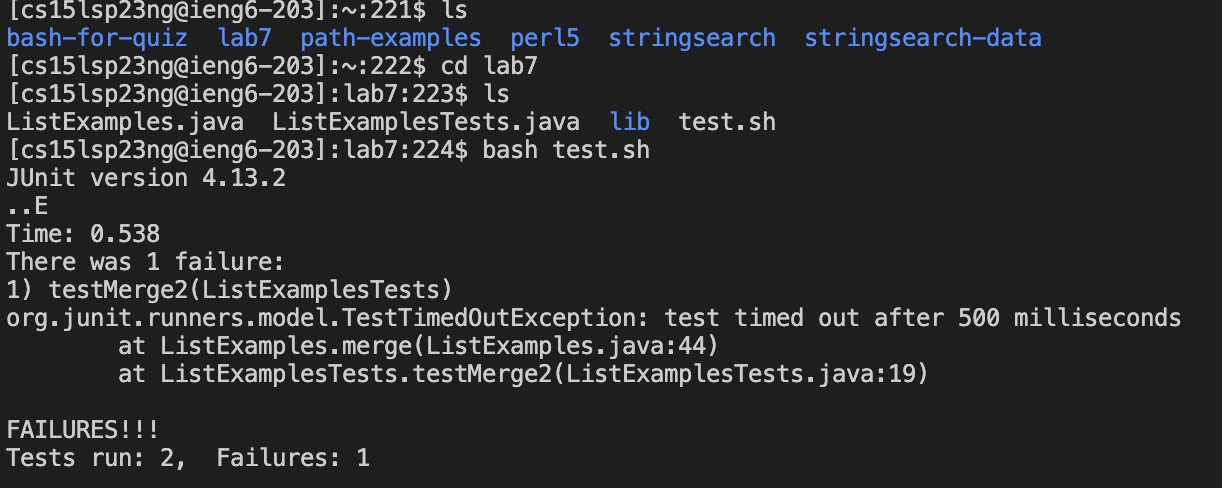 [cs15lsp23ng@ieng6-203]:~:221$ ls
bash-for-quiz  lab7  path-examples  perl5  stringsearch  stringsearch-data
[cs15lsp23ng@ieng6-203]:~:222$ cd lab7
[cs15lsp23ng@ieng6-203]:lab7:223$ ls
ListExamples.java  ListExamplesTests.java  lib  test.sh
[cs15lsp23ng@ieng6-203]:lab7:224$ bash test.sh
JUnit version 4.13.2
..E
Time: 0.538
There was 1 failure:
1) testMerge2(ListExamplesTests)
org.junit.runners.model.TestTimedOutException: test timed out after 500 milliseconds
        at ListExamples.merge(ListExamples.java:44)
        at ListExamplesTests.testMerge2(ListExamplesTests.java:19)
FAILURES!!!
Tests run: 2,  Failures: 1